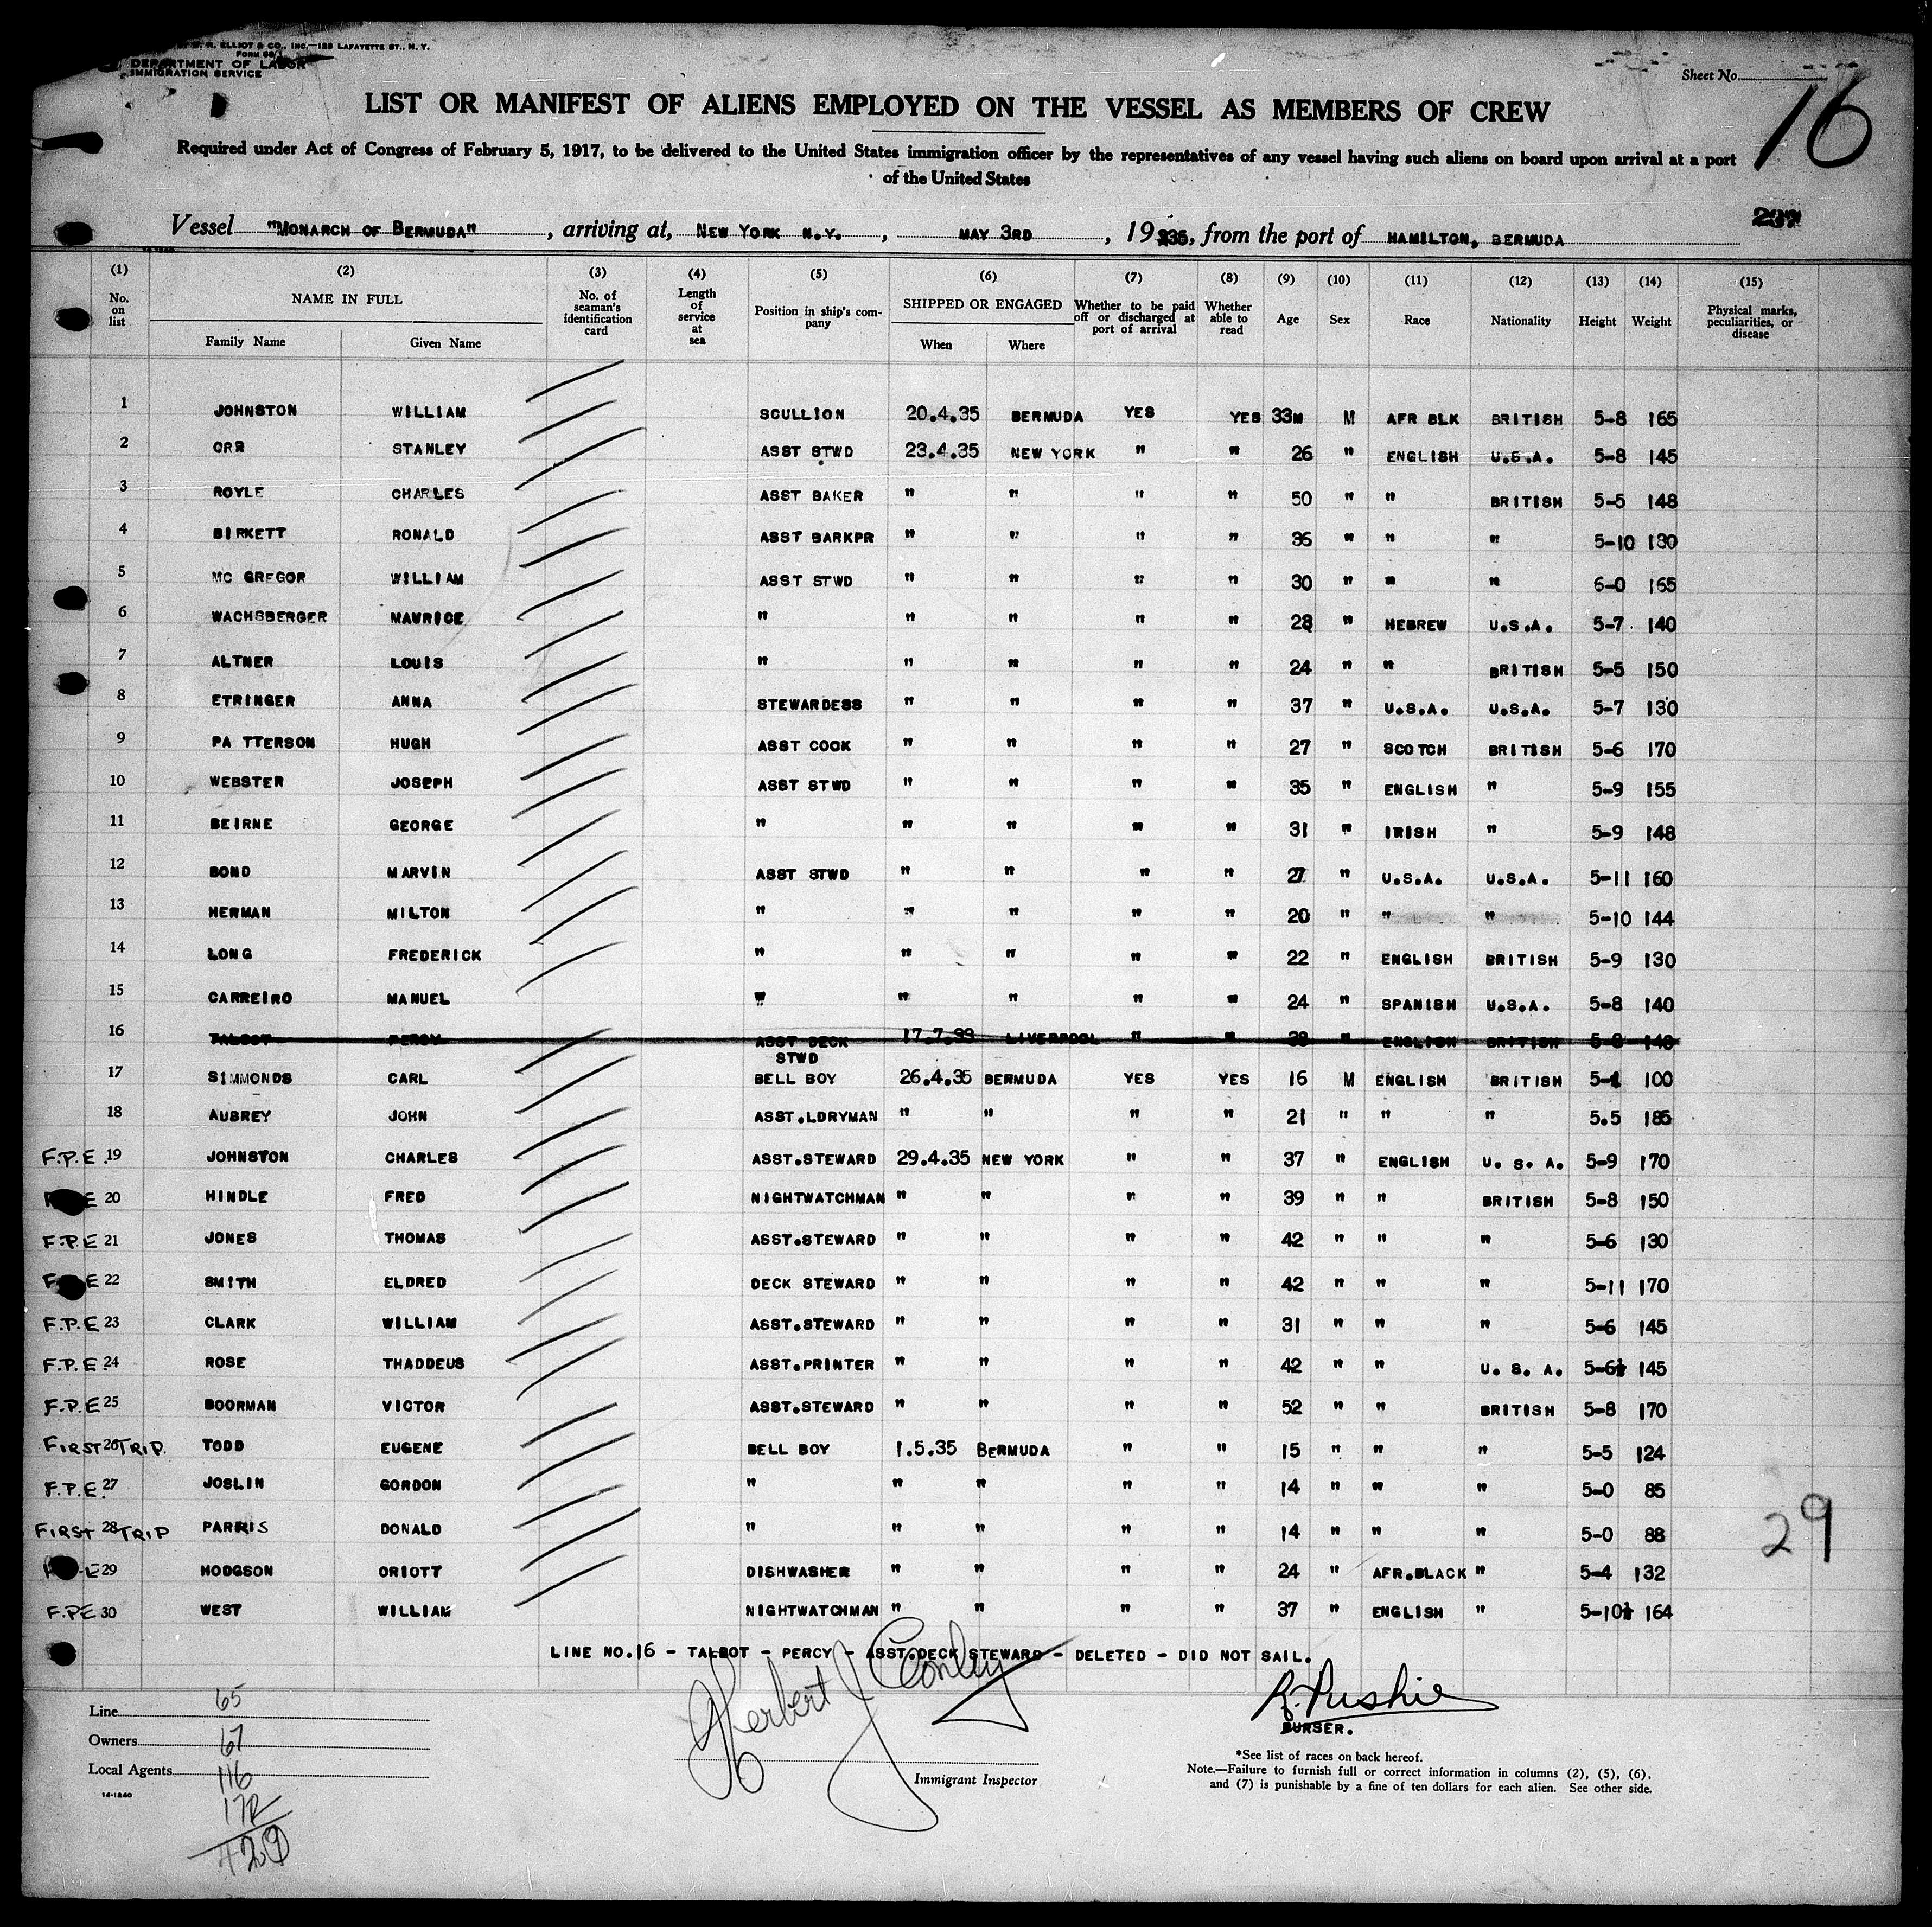 ELLIOT & CO., INC.—129 LAFAYETTE ST., N. Y.
DEPARTMENT OF LABOR
IMMIGRATION SERVICE
Sheet No.
16
LIST OR MANIFEST OF ALIENS EMPLOYED ON THE VESSEL AS MEMBERS OF CREW
Required under Act of Congress of February 5, 1917, to be delivered to the United States immigration officer by the representatives of any vessel having such aliens on board upon arrival at a port
of the United States
237
Vessel "MONARCH OF BERMUDA", arriving at, NEW YORK N.Y., MAY 3RD, 1935, from the port of HAMILTON, BERMUDA
(1) (2) (3) (4) (5) (6) (7) (8) (9) (10) (11) (12) (13) (14) (15)
No. on list NAME IN FULL Family Name Given Name No. of seaman's identification card Length of service at sea Position in ship's company SHIPPED OR ENGAGED When Where Whether to be paid off or discharged at port of arrival Whether able to read Age Sex Race Nationality Height Weight Physical marks, peculiarities, or disease
1 JOHNSTON WILLIAM SCULLION 20.4.35 BERMUDA YES YES 33M M AFR BLK BRITISH 5-8 165
2 ORR STANLEY ASST STWD 23.4.35 NEW YORK " " 26 " ENGLISH U.S.A. 5-8 145
3 ROYLE CHARLES ASST BAKER " " " " 50 " " BRITISH 5-5 148
4 BIRKETT RONALD ASST BARKPR " " " " 36 " " " 5-10 130
5 MC GREGOR WILLIAM ASST STWD " " " " 30 " " " 6-0 165
6 WACHSBERGER MAURICE " " " " " 28 " HEBREW U.S.A. 5-7 140
7 ALTNER LOUIS " " " " " 24 " " BRITISH 5-5 150
8 ETRINGER ANNA STEWARDESS " " " " 37 " U.S.A. U.S.A. 5-7 130
9 PA TTERSON HUGH ASST COOK " " " " 27 " SCOTCH BRITISH 5-6 170
10 WEBSTER JOSEPH ASST STWD " " " " 35 " ENGLISH " 5-9 155
11 BEIRNE GEORGE " " " " " 31 " IRISH " 5-9 148
12 BOND MARVIN ASST STWD " " " " 27 " U.S.A. U.S.A. 5-11 160
13 HERMAN MILTON " " " " " 20 " " " 5-10 144
14 LONG FREDERICK " " " " " 22 " ENGLISH BRITISH 5-9 130
15 CARREIRO MANUEL " " " " " 24 " SPANISH U.S.A. 5-8 140
16 TALBOT PERCY ASST DECK STWD 17.7.33 LIVERPOOL " " 38 " ENGLISH BRITISH 5-8 140
17 SIMMONDS CARL BELL BOY 26.4.35 BERMUDA YES YES 16 M ENGLISH BRITISH 5-4 100
18 AUBREY JOHN ASST.LDRYMAN " " " " 21 " " " 5.5 185
F.P.E. 19 JOHNSTON CHARLES ASST.STEWARD 29.4.35 NEW YORK " " 37 " ENGLISH U. S. A. 5-9 170
E 20 HINDLE FRED NIGHTWATCHMAN " " " " 39 " " BRITISH 5-8 150
F.P.E 21 JONES THOMAS ASST.STEWARD " " " " 42 " " " 5-6 130
F E 22 SMITH ELDRED DECK STEWARD " " " " 42 " " " 5-11 170
F.P.E 23 CLARK WILLIAM ASST.STEWARD " " " " 31 " " " 5-6 145
F.P.E. 24 ROSE THADDEUS ASST.PRINTER " " " " 42 " " U. S. A. 5-6½ 145
F.P.E 25 BOORMAN VICTOR ASST.STEWARD " " " " 52 " " BRITISH 5-8 170
FIRST 26 TRIP. TODD EUGENE BELL BOY 1.5.35 BERMUDA " " 15 " " " 5-5 124
F.P.E. 27 JOSLIN GORDON " " " " " 14 " " " 5-0 85
FIRST 28 TRIP PARRIS DONALD " " " " " 14 " " " 5-0 88
E 29 HODGSON ORIOTT DISHWASHER " " " " 24 " AFR.BLACK " 5-4 132
F.P.E 30 WEST WILLIAM NIGHTWATCHMAN " " " " 37 " ENGLISH " 5-10½ 164
29
LINE NO.16 - TALBOT - PERCY - ASST.DECK STEWARD - DELETED - DID NOT SAIL.
Herbert J Conley
R. Pushie
PURSER.
Line 65
Owners 67
Local Agents 116
172
420
14-1240
Immigrant Inspector
*See list of races on back hereof.
Note.—Failure to furnish full or correct information in columns (2), (5), (6),
and (7) is punishable by a fine of ten dollars for each alien. See other side.